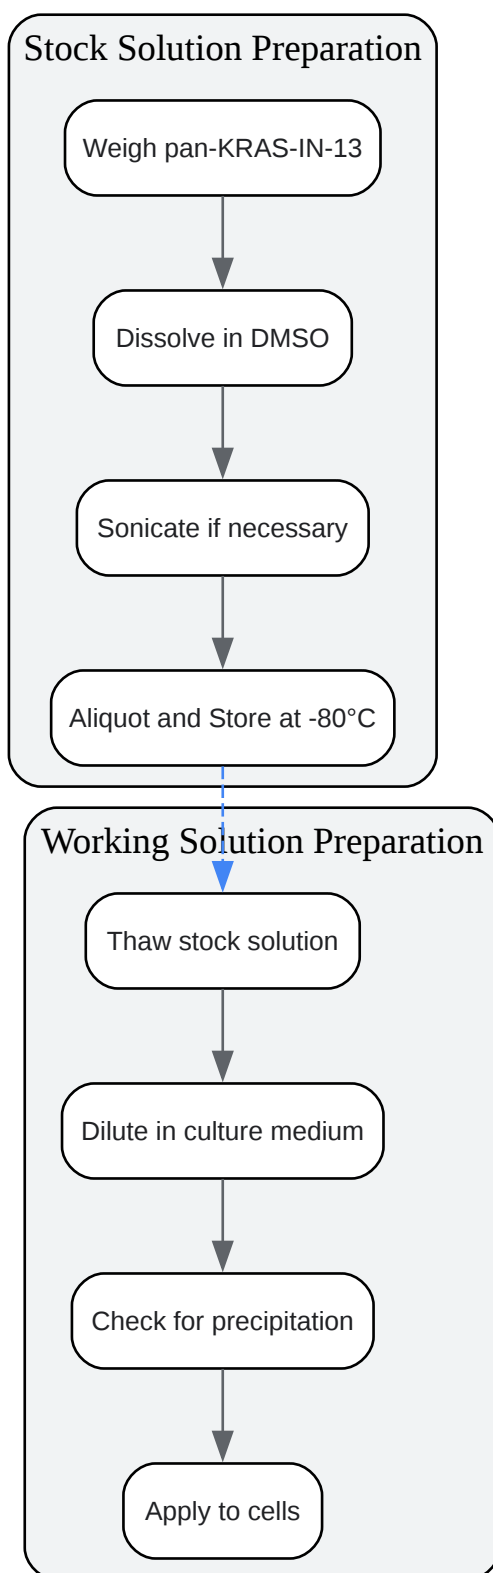 Stock Solution Preparation
Weigh pan-KRAS-IN-13
Dissolve in DMSO
Sonicate if necessary
Aliquot and Store at -80°C
Working Solution Preparation
Thaw stock solution
Dilute in culture medium
Check for precipitation
Apply to cells